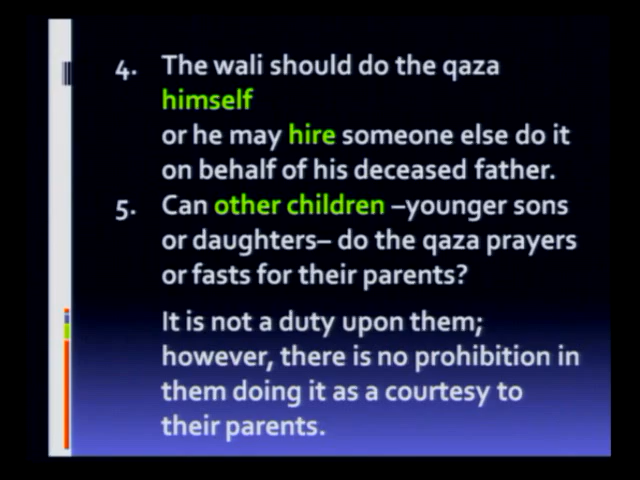 4. The wali should do the qaza
himself
or he may hire someone else do it
on behalf of his deceased father.
5. Can other children –younger sons
or daughters– do the qaza prayers
or fasts for their parents?
It is not a duty upon them;
however, there is no prohibition in
them doing it as a courtesy to
their parents.